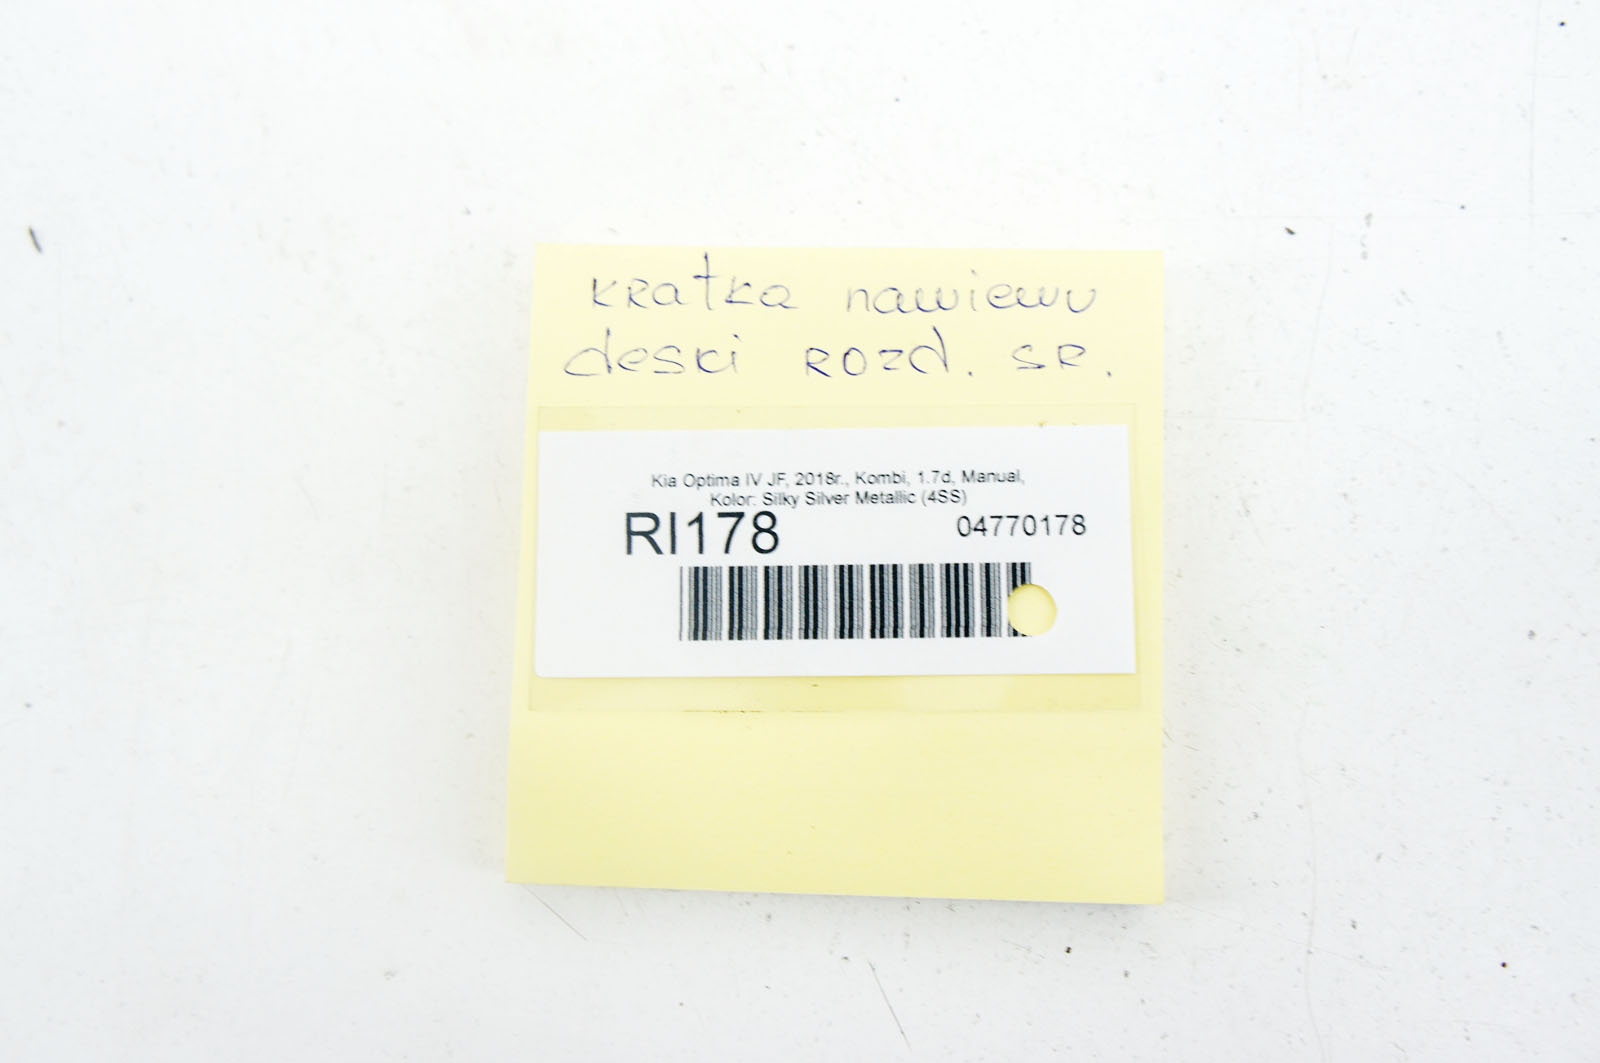 kratka nawiewu
deski rozd. sr.
Kia Optima IV JF, 2018r., Kombi, 1.7d, Manual,
Kolor: Silky Silver Metallic (4SS)
RI178 04770178